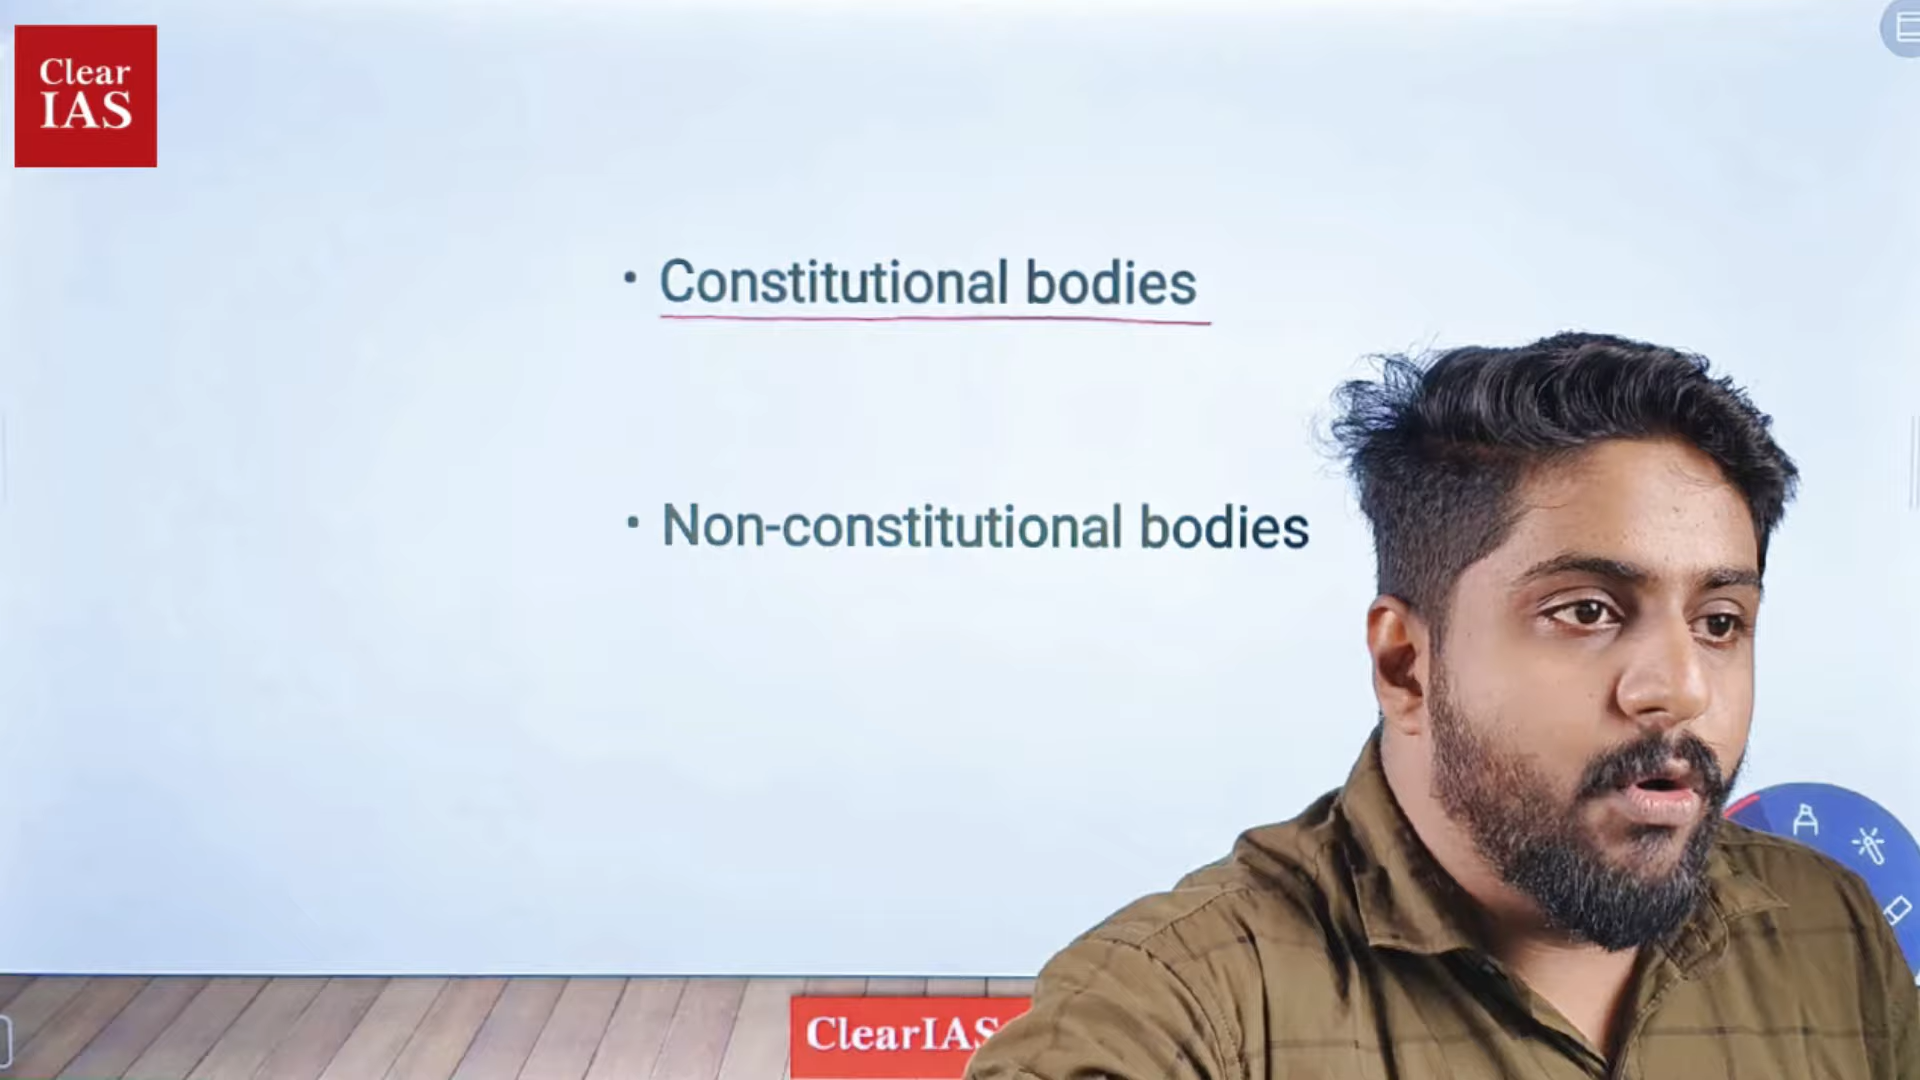 Clear
IAS
• Constitutional bodies
• Non-constitutional bodies
ClearIAS